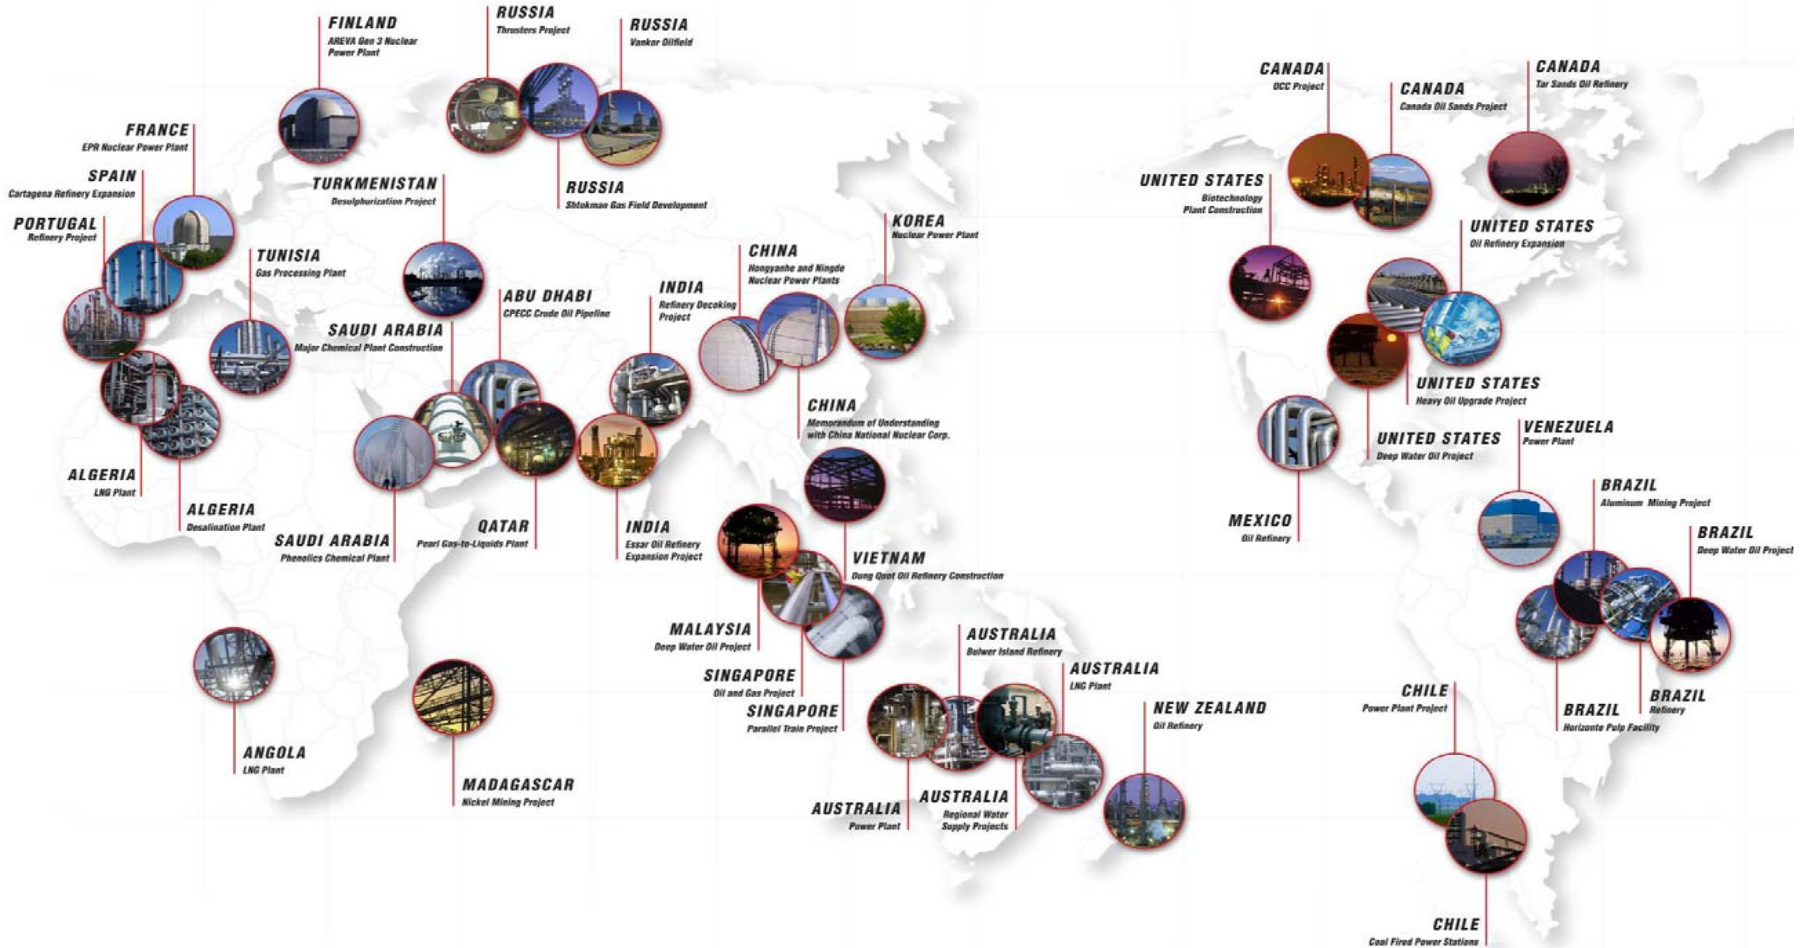 FINLAND
AREVA Gen 3 Nuclear
Power Plant
RUSSIA
Thrusters Project
RUSSIA
Vankor Oilfield
FRANCE
EPR Nuclear Power Plant
SPAIN
Cartagena Refinery Expansion
PORTUGAL
Refinery Project
TURKMENISTAN
Desulphurization Project
RUSSIA
Shtokman Gas Field Development
TUNISIA
Gas Processing Plant
ABU DHABI
CPECC Crude Oil Pipeline
SAUDI ARABIA
Major Chemical Plant Construction
INDIA
Refinery Decoking
Project
CHINA
Hongyanhe and Ningde
Nuclear Power Plants
KOREA
Nuclear Power Plant
CHINA
Memorandum of Understanding
with China National Nuclear Corp.
ALGERIA
LNG Plant
ALGERIA
Desalination Plant
SAUDI ARABIA
Phenolics Chemical Plant
QATAR
Pearl Gas-to-Liquids Plant
INDIA
Essar Oil Refinery
Expansion Project
VIETNAM
Dung Quot Oil Refinery Construction
MALAYSIA
Deep Water Oil Project
SINGAPORE
Oil and Gas Project
SINGAPORE
Parallel Train Project
ANGOLA
LNG Plant
MADAGASCAR
Nickel Mining Project
AUSTRALIA
Bulwer Island Refinery
AUSTRALIA
LNG Plant
NEW ZEALAND
Oil Refinery
AUSTRALIA
Power Plant
AUSTRALIA
Regional Water
Supply Projects
CANADA
OCC Project
CANADA
Canada Oil Sands Project
CANADA
Tar Sands Oil Refinery
UNITED STATES
Biotechnology
Plant Construction
UNITED STATES
Oil Refinery Expansion
UNITED STATES
Heavy Oil Upgrade Project
UNITED STATES
Deep Water Oil Project
MEXICO
Oil Refinery
VENEZUELA
Power Plant
BRAZIL
Aluminum Mining Project
BRAZIL
Deep Water Oil Project
BRAZIL
Refinery
BRAZIL
Horizonte Pulp Facility
CHILE
Power Plant Project
CHILE
Coal Fired Power Stations